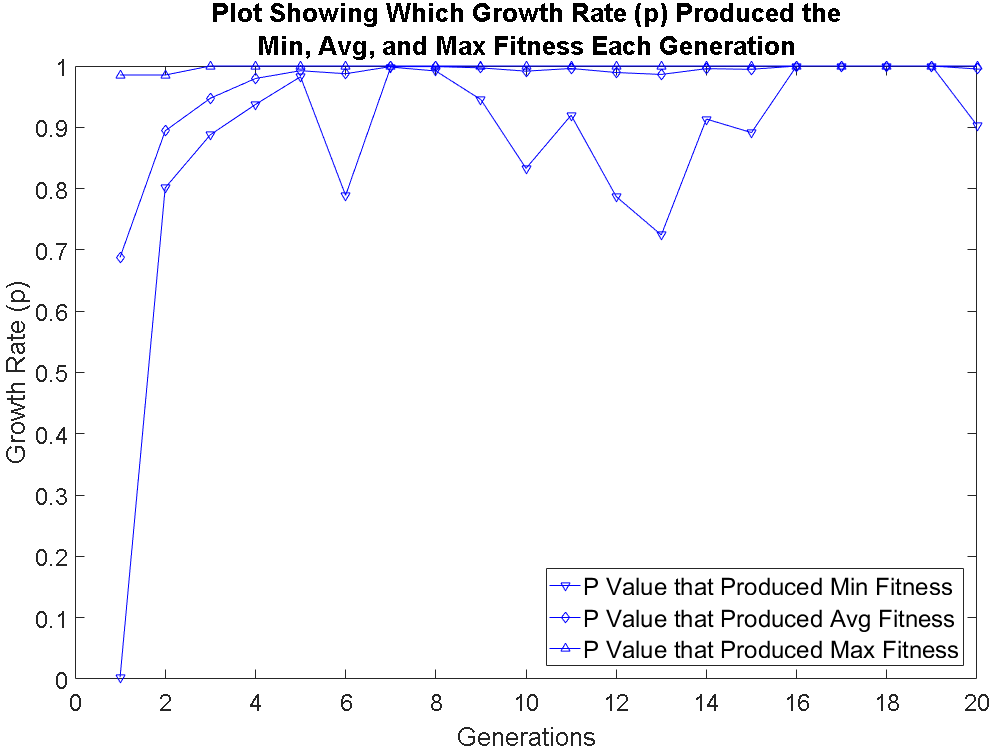 Plot Showing Which Growth Rate (p) Produced the
Min, Avg, and Max Fitness Each Generation
1
0.9
0.8
0.7
0.6
0.5
0.4
0.3
0.2
0.1
0
Growth Rate (p)
P Value that Produced Min Fitness
P Value that Produced Avg Fitness
P Value that Produced Max Fitness
0 2 4 6 8 10 12 14 16 18 20
Generations